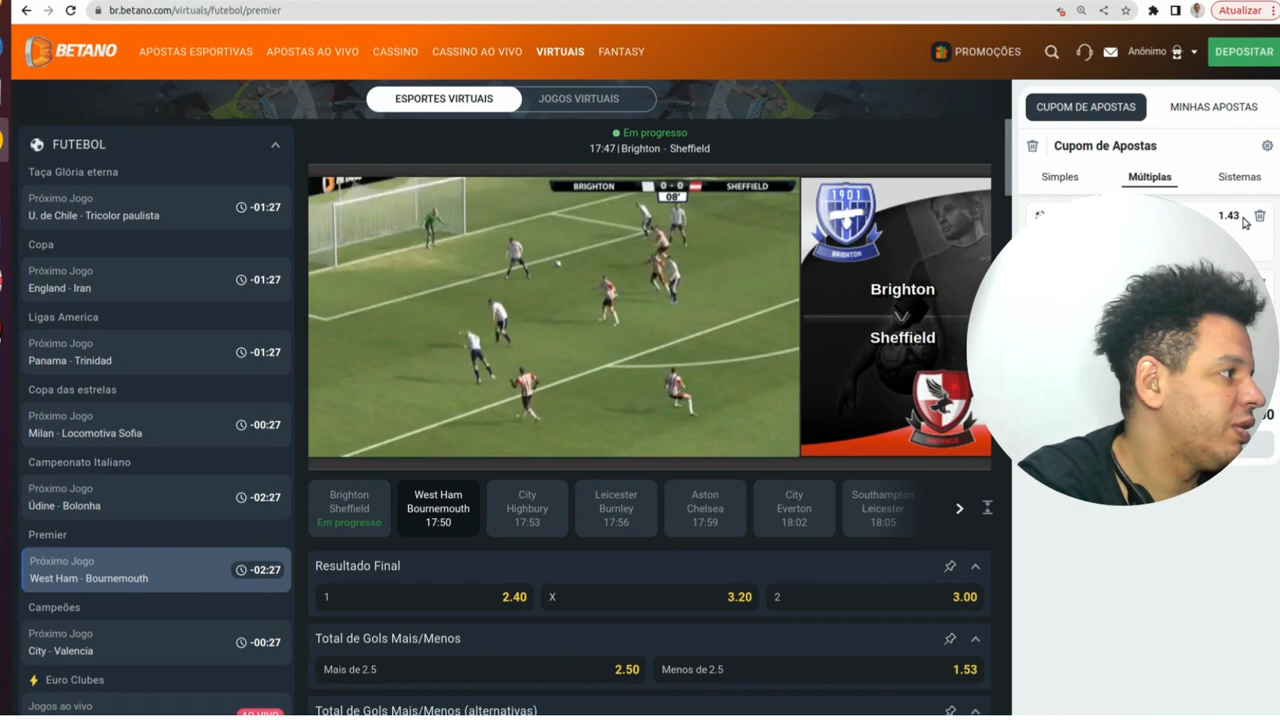 br.betano.com/virtuals/futebol/premier
Atualizar
BETANO
APOSTAS ESPORTIVAS
APOSTAS AO VIVO
CASSINO
CASSINO AO VIVO
VIRTUAIS
FANTASY
PROMOÇÕES
Anônimo
DEPOSITAR
ESPORTES VIRTUAIS
JOGOS VIRTUAIS
FUTEBOL
Taça Glória eterna
Próximo Jogo
U. de Chile - Tricolor paulista
-01:27
Copa
Próximo Jogo
England - Iran
-01:27
Ligas America
Próximo Jogo
Panama - Trinidad
-01:27
Copa das estrelas
Próximo Jogo
Milan - Locomotiva Sofia
-00:27
Campeonato Italiano
Próximo Jogo
Údine - Bolonha
-02:27
Premier
Próximo Jogo
West Ham - Bournemouth
-02:27
Campeões
Próximo Jogo
City - Valencia
-00:27
Euro Clubes
Jogos ao vivo
AO VIVO
Em progresso
17:47 | Brighton - Sheffield
BRIGHTON
0 - 0
SHEFFIELD
08'
1901
BRIGHTON
Brighton
V
Sheffield
SHEFFIELD
Brighton
Sheffield
Em progresso
West Ham
Bournemouth
17:50
City
Highbury
17:53
Leicester
Burnley
17:56
Aston
Chelsea
17:59
City
Everton
18:02
Southampton
Leicester
18:05
Resultado Final
1
2.40
X
3.20
2
3.00
Total de Gols Mais/Menos
Mais de 2.5
2.50
Menos de 2.5
1.53
Total de Gols Mais/Menos (alternativas)
CUPOM DE APOSTAS
MINHAS APOSTAS
Cupom de Apostas
Simples
Múltiplas
Sistemas
1.43